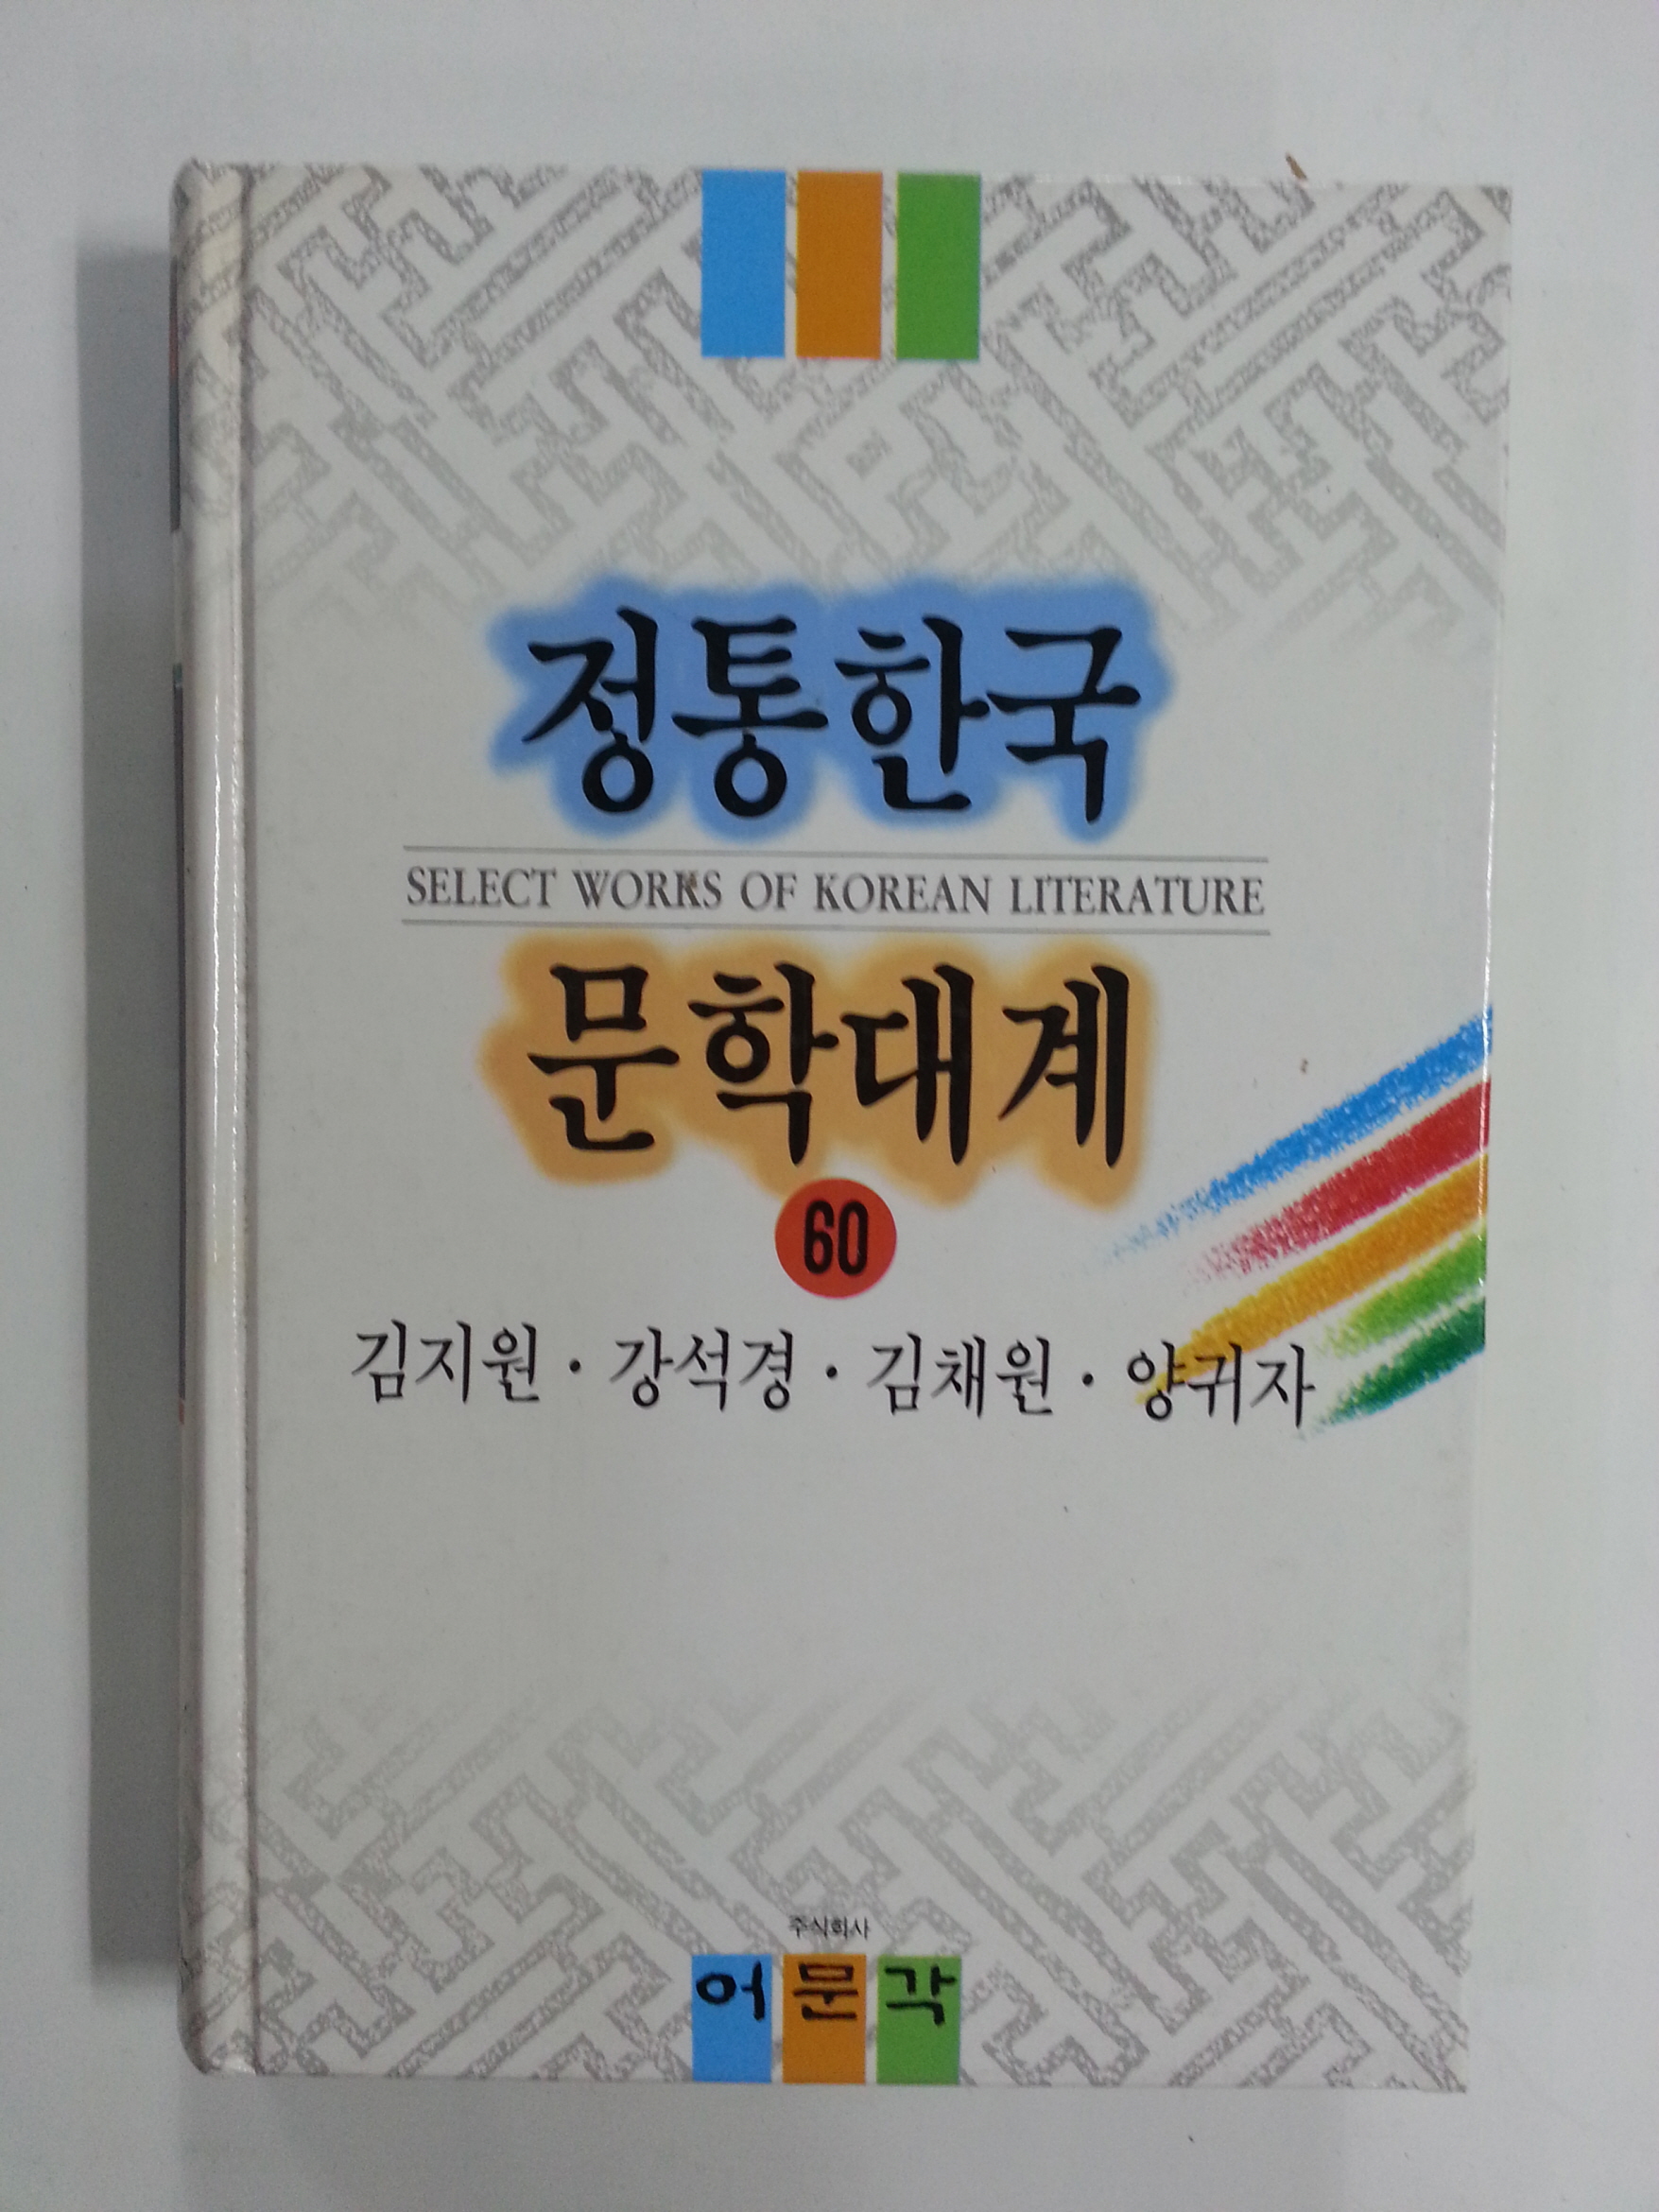 정통한국
SELECT WORKS OF KOREAN LITERATURE
문학대계
60
김지원 · 강석경 · 김채원 · 양귀자
주식회사
어문각